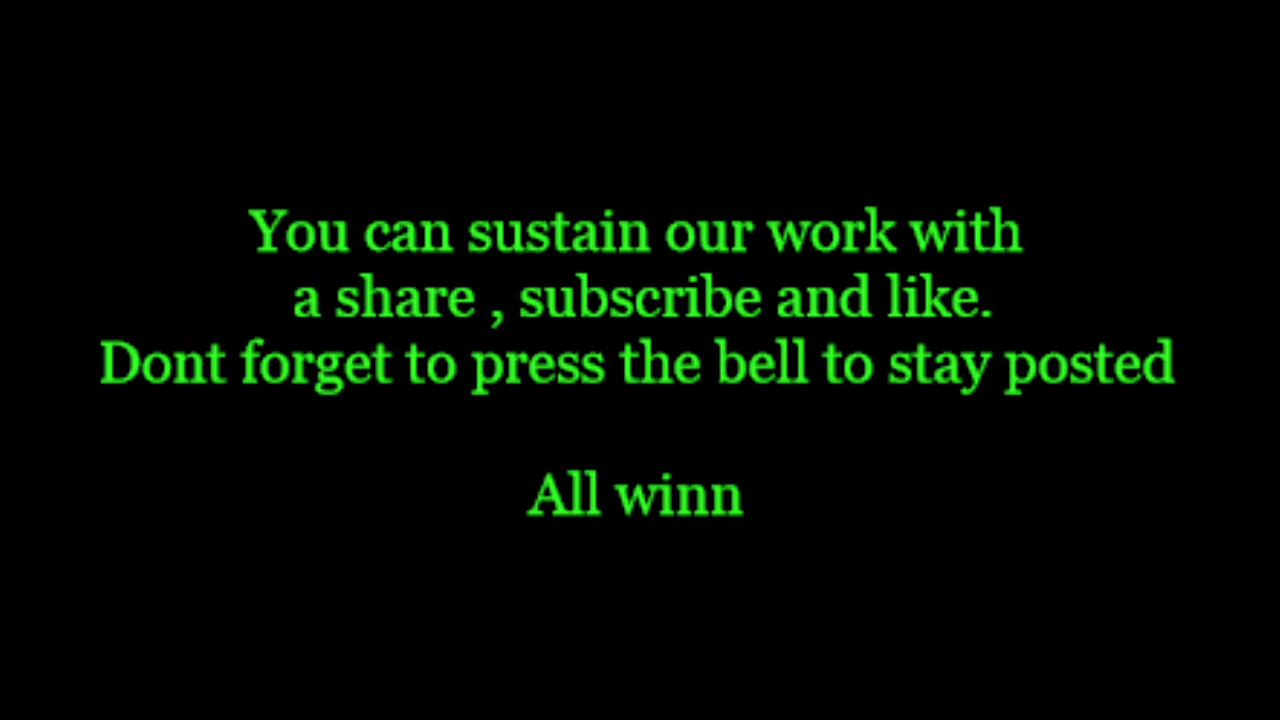 You can sustain our work with
a share , subscribe and like.
Dont forget to press the bell to stay posted
All winn